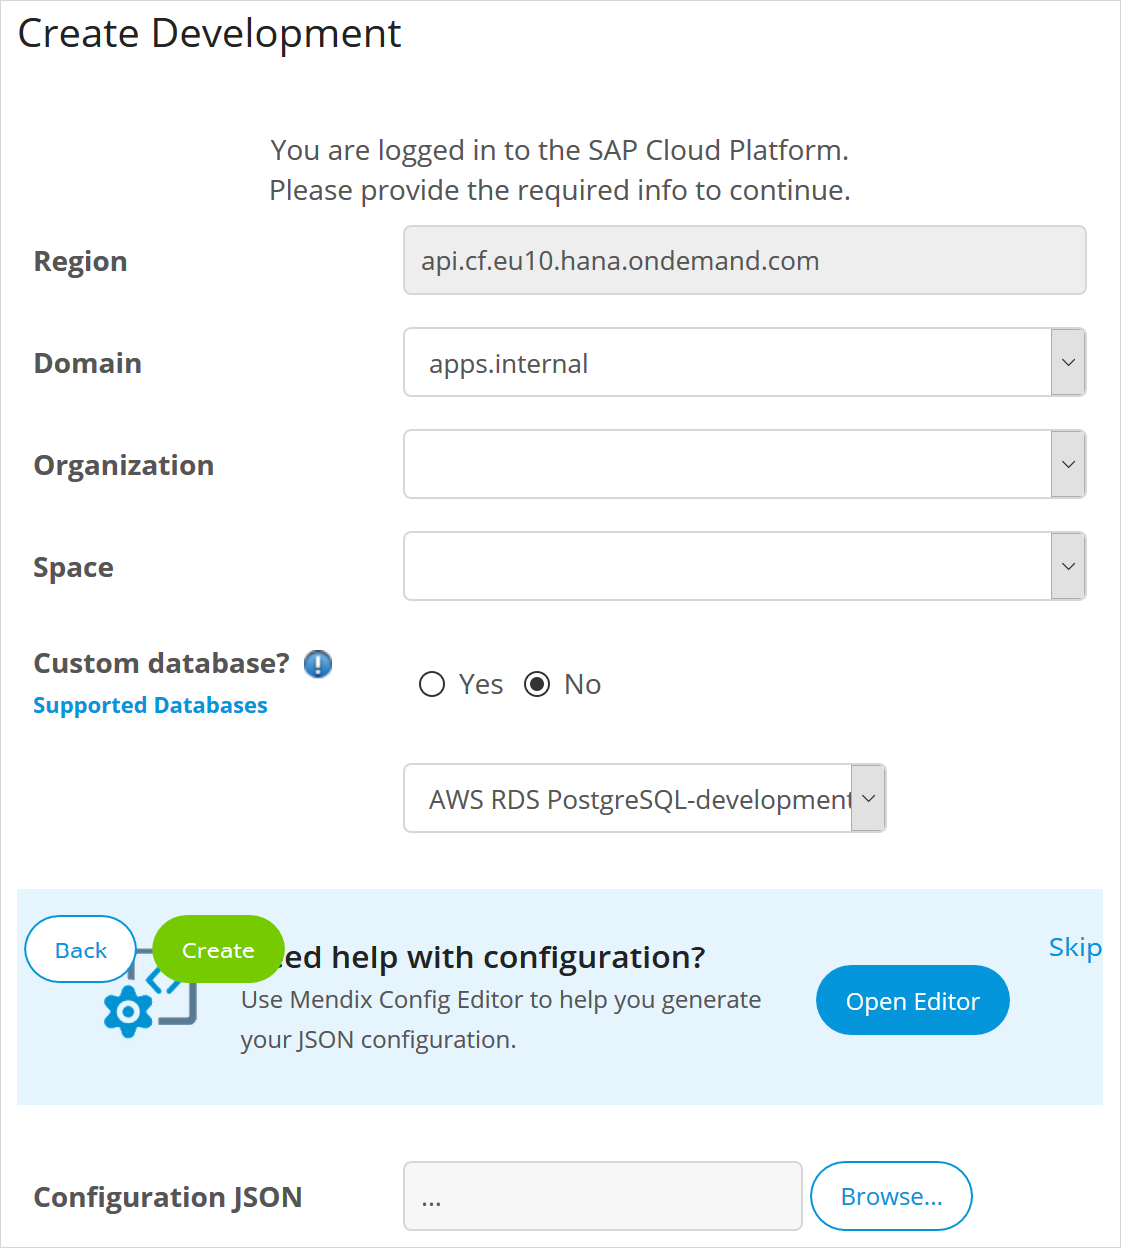 Create Development
You are logged in to the SAP Cloud Platform.
Please provide the required info to continue.
Region
api.cf.eu10.hana.ondemand.com
Domain
apps.internal
Organization
Space
Custom database?
Supported Databases
Yes
No
AWS RDS PostgreSQL-development
Back
Create
help with configuration?
Skip
Use Mendix Config Editor to help you generate
your JSON configuration.
Open Editor
Configuration JSON
...
Browse...